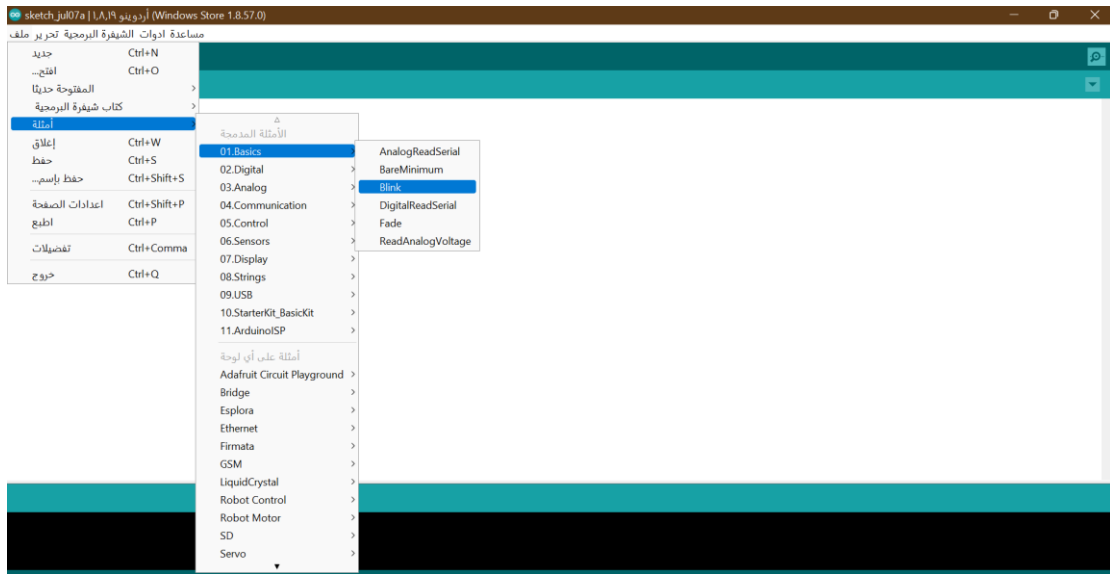 sketch_jul07a | أردوينو ١,٨,١٩ (Windows Store 1.8.57.0)
ملف تحرير الشيفرة البرمجية ادوات مساعدة
جديد Ctrl+N
افتح... Ctrl+O
المفتوحة حديثا
كتاب شيفرة البرمجية
أمثلة
إغلاق Ctrl+W
حفظ Ctrl+S
حفظ بإسم... Ctrl+Shift+S
اعدادات الصفحة Ctrl+Shift+P
اطبع Ctrl+P
تفضيلات Ctrl+Comma
خروج Ctrl+Q
الأمثلة المدمجة
01.Basics
02.Digital
03.Analog
04.Communication
05.Control
06.Sensors
07.Display
08.Strings
09.USB
10.StarterKit_BasicKit
11.ArduinoISP
أمثلة على أي لوحة
Adafruit Circuit Playground
Bridge
Esplora
Ethernet
Firmata
GSM
LiquidCrystal
Robot Control
Robot Motor
SD
Servo
AnalogReadSerial
BareMinimum
Blink
DigitalReadSerial
Fade
ReadAnalogVoltage